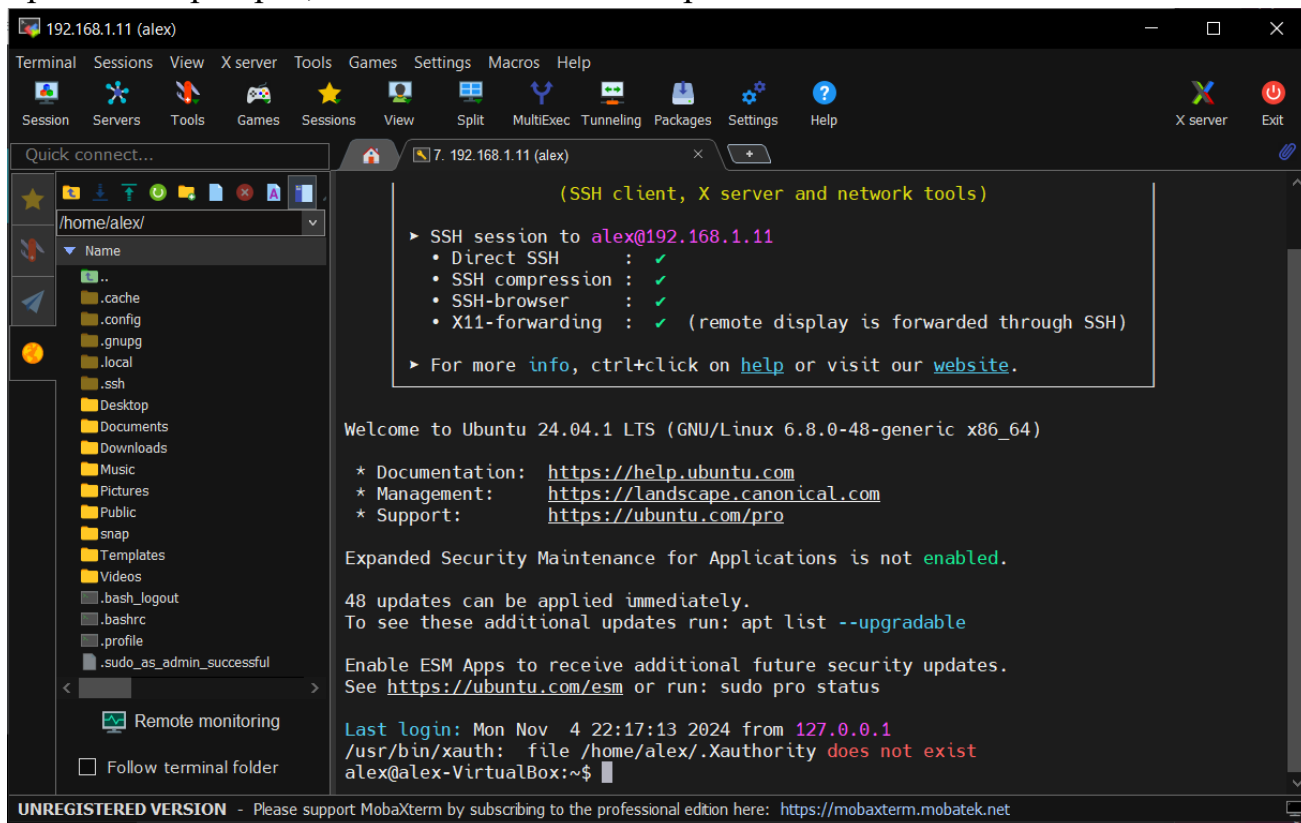 192.168.1.11 (alex)
Terminal Sessions View X server Tools Games Settings Macros Help
Session Servers Tools Games Sessions View Split MultiExec Tunneling Packages Settings Help X server Exit
Quick connect...
7. 192.168.1.11 (alex)
/home/alex/
Name
..
.cache
.config
.gnupg
.local
.ssh
Desktop
Documents
Downloads
Music
Pictures
Public
snap
Templates
Videos
.bash_logout
.bashrc
.profile
.sudo_as_admin_successful
Remote monitoring
Follow terminal folder
(SSH client, X server and network tools)
► SSH session to alex@192.168.1.11
• Direct SSH : ✔
• SSH compression : ✔
• SSH-browser : ✔
• X11-forwarding : ✔ (remote display is forwarded through SSH)
► For more info, ctrl+click on help or visit our website.
Welcome to Ubuntu 24.04.1 LTS (GNU/Linux 6.8.0-48-generic x86_64)
* Documentation: https://help.ubuntu.com
* Management: https://landscape.canonical.com
* Support: https://ubuntu.com/pro
Expanded Security Maintenance for Applications is not enabled.
48 updates can be applied immediately.
To see these additional updates run: apt list --upgradable
Enable ESM Apps to receive additional future security updates.
See https://ubuntu.com/esm or run: sudo pro status
Last login: Mon Nov 4 22:17:13 2024 from 127.0.0.1
/usr/bin/xauth: file /home/alex/.Xauthority does not exist
alex@alex-VirtualBox:~$
UNREGISTERED VERSION - Please support MobaXterm by subscribing to the professional edition here: https://mobaxterm.mobatek.net